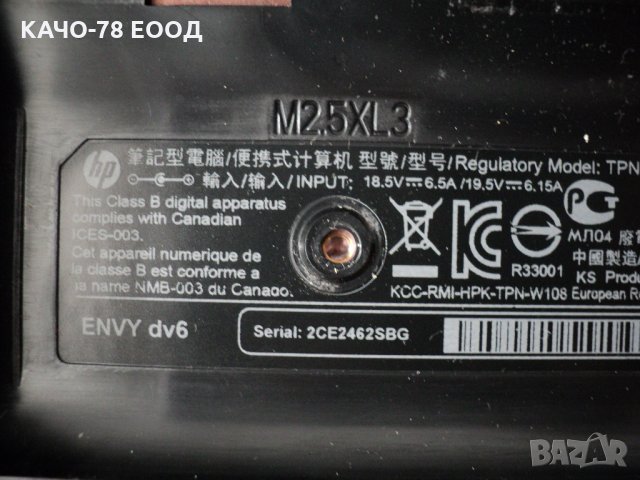 КАЧО-78 ЕООД
M2.5XL3
hp 筆記型電腦/便携式计算机 型號/型号/Regulatory Model: TPN
輸入/输入/INPUT: 18.5V⎓6.5A/19.5V⎓6.15A
This Class B digital apparatus
complies with Canadian
ICES-003.
Cet appareil numerique de
la classe B est conforme a
la name NMB-003 du Canada.
МЛ04
R33001
中國製造
KS Produ
KCC-RMI-HPK-TPN-W108 European R
ENVY dv6
Serial: 2CE2462SBG
BAZAR